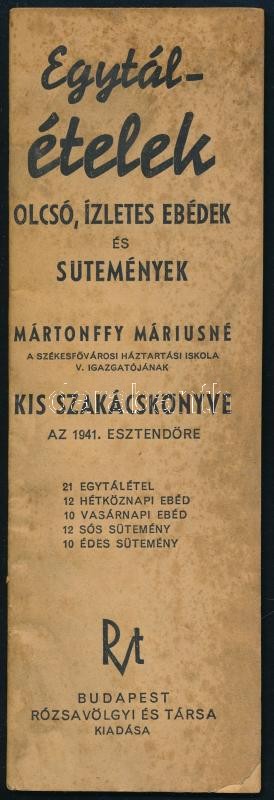 Egytál-
ételek
OLCSÓ, ÍZLETES EBÉDEK
ÉS
SÜTEMÉNYEK
MÁRTONFFY MÁRIUSNÉ
A SZÉKESFŐVÁROSI HÁZTARTÁSI ISKOLA
V. IGAZGATÓJÁNAK
KIS SZAKÁCSKÖNYVE
AZ 1941. ESZTENDŐRE
21 EGYTÁLÉTEL
12 HÉTKÖZNAPI EBÉD
10 VASÁRNAPI EBÉD
12 SÓS SÜTEMÉNY
10 ÉDES SÜTEMÉNY
Rt
BUDAPEST
RÓZSAVÖLGYI ÉS TÁRSA
KIADÁSA